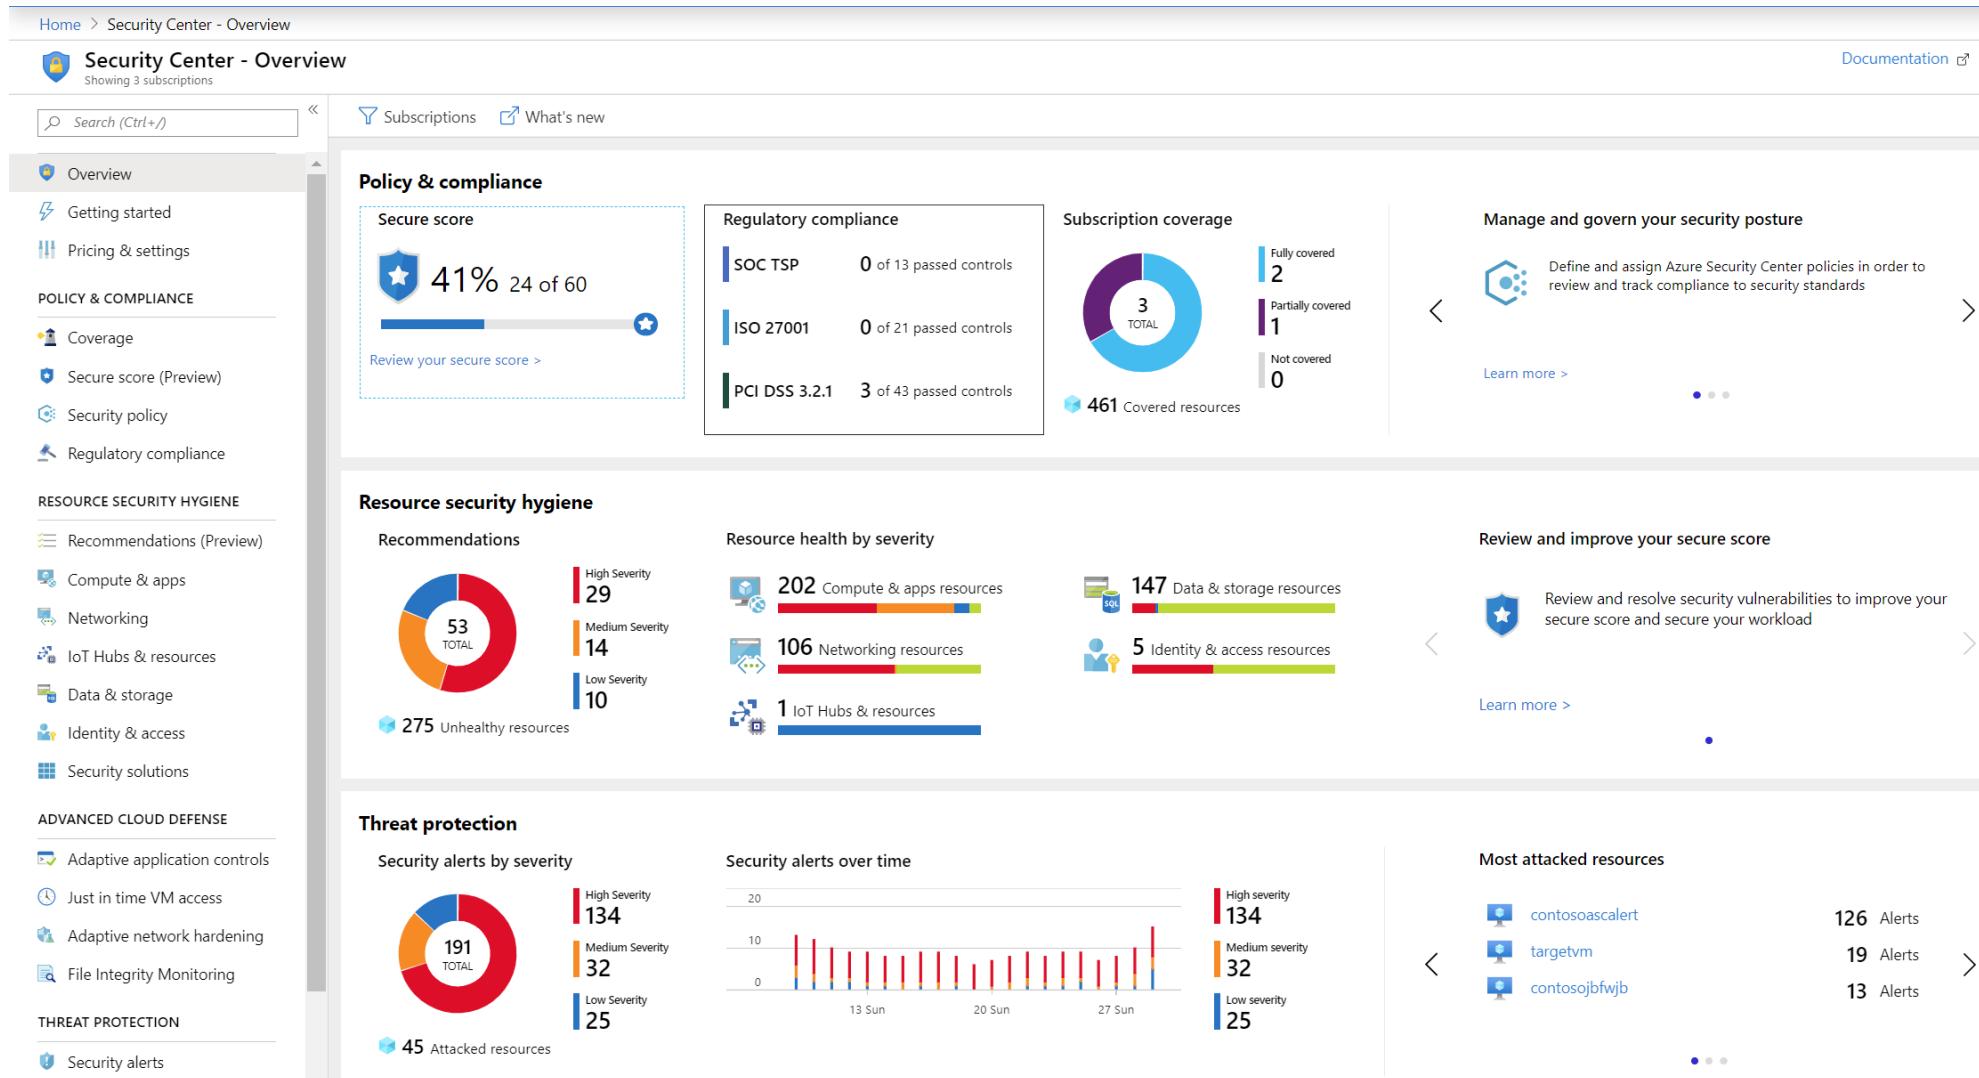 Home > Security Center - Overview
Security Center - Overview
Showing 3 subscriptions
Documentation
Search (Ctrl+/)
«
Overview
Getting started
Pricing & settings
POLICY & COMPLIANCE
Coverage
Secure score (Preview)
Security policy
Regulatory compliance
RESOURCE SECURITY HYGIENE
Recommendations (Preview)
Compute & apps
Networking
IoT Hubs & resources
Data & storage
Identity & access
Security solutions
ADVANCED CLOUD DEFENSE
Adaptive application controls
Just in time VM access
Adaptive network hardening
File Integrity Monitoring
THREAT PROTECTION
Security alerts
Subscriptions
What's new
Policy & compliance
Secure score
41% 24 of 60
Review your secure score >
Regulatory compliance
SOC TSP 0 of 13 passed controls
ISO 27001 0 of 21 passed controls
PCI DSS 3.2.1 3 of 43 passed controls
Subscription coverage
3
TOTAL
Fully covered
2
Partially covered
1
Not covered
0
461 Covered resources
Manage and govern your security posture
Define and assign Azure Security Center policies in order to
review and track compliance to security standards
Learn more >
Resource security hygiene
Recommendations
53
TOTAL
High Severity
29
Medium Severity
14
Low Severity
10
275 Unhealthy resources
Resource health by severity
202 Compute & apps resources
147 Data & storage resources
SQL
106 Networking resources
5 Identity & access resources
1 IoT Hubs & resources
Review and improve your secure score
Review and resolve security vulnerabilities to improve your
secure score and secure your workload
Learn more >
Threat protection
Security alerts by severity
191
TOTAL
High Severity
134
Medium Severity
32
Low Severity
25
45 Attacked resources
Security alerts over time
20
10
0
13 Sun
20 Sun
27 Sun
High severity
134
Medium severity
32
Low severity
25
Most attacked resources
contosoascalert 126 Alerts
targetvm 19 Alerts
contosojbfwjb 13 Alerts